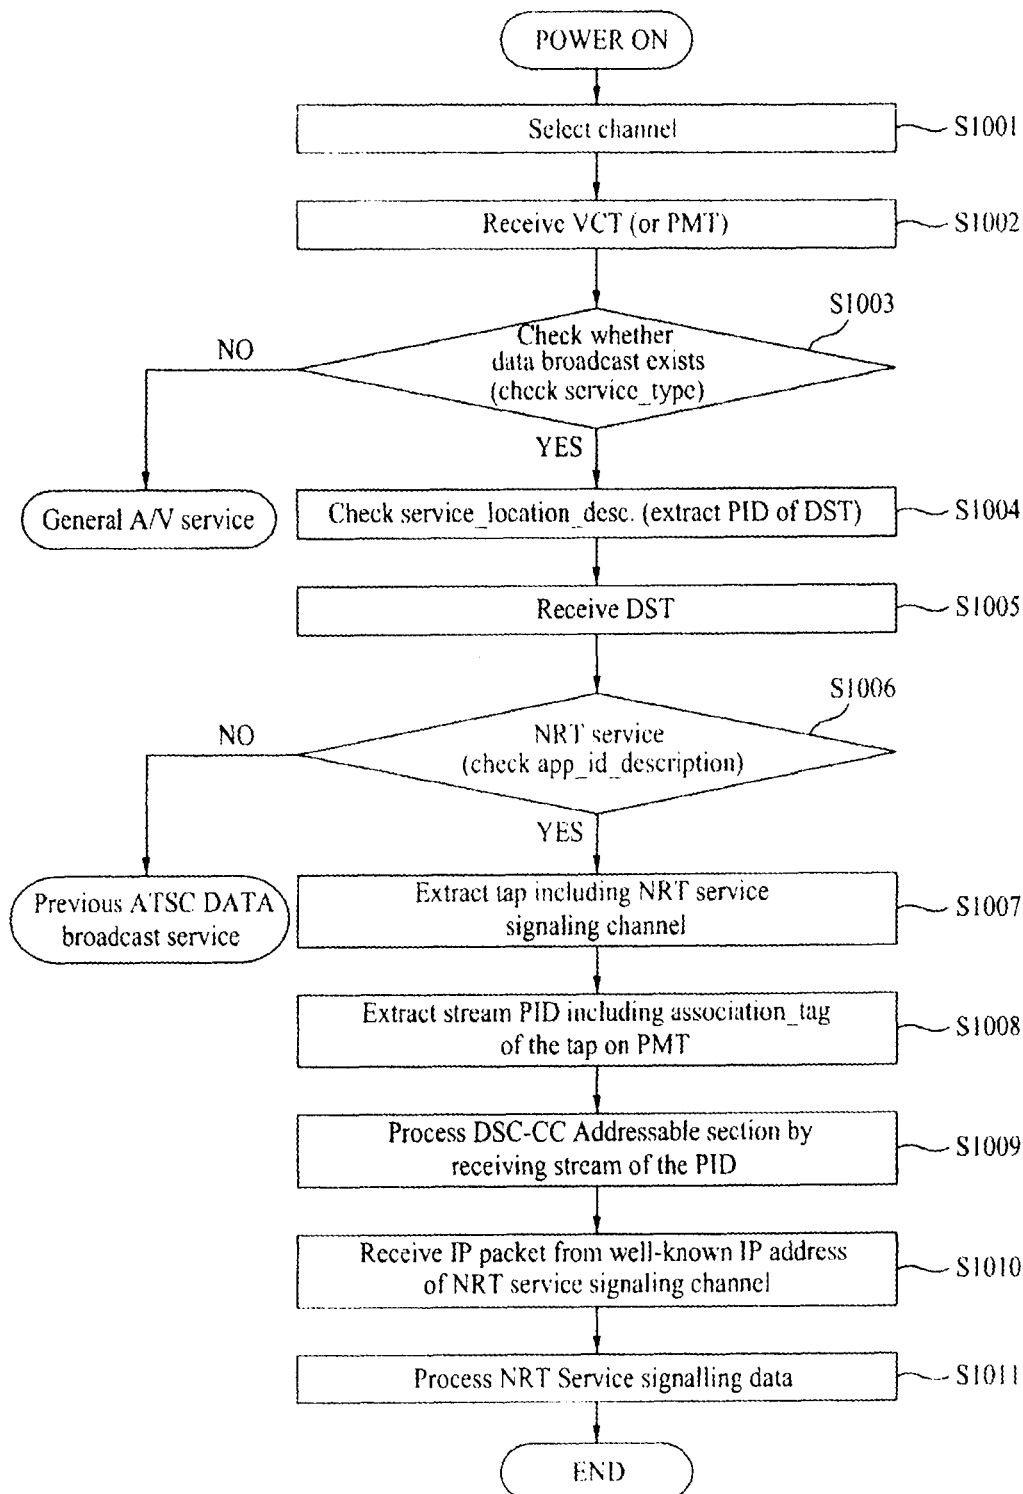 POWER ON
Select channel
S1001
Receive VCT (or PMT)
S1002
S1003
Check whether
data broadcast exists
(check service_type)
NO
YES
General A/V service
Check service_location_desc. (extract PID of DST)
S1004
Receive DST
S1005
S1006
NRT service
(check app_id_description)
NO
YES
Previous ATSC DATA
broadcast service
Extract tap including NRT service
signaling channel
S1007
Extract stream PID including association_tag
of the tap on PMT
S1008
Process DSC-CC Addressable section by
receiving stream of the PID
S1009
Receive IP packet from well-known IP address
of NRT service signaling channel
S1010
Process NRT Service signalling data
S1011
END